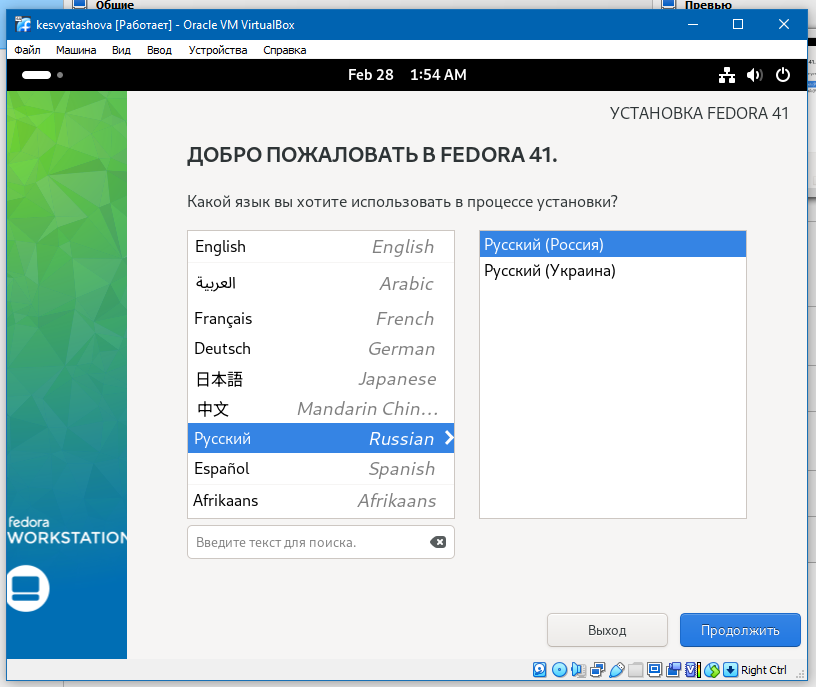 Общие
Превью
kesvyatashova [Работает] - Oracle VM VirtualBox
Файл Машина Вид Ввод Устройства Справка
Feb 28 1:54 AM
УСТАНОВКА FEDORA 41
ДОБРО ПОЖАЛОВАТЬ В FEDORA 41.
Какой язык вы хотите использовать в процессе установки?
English English
العربية Arabic
Français French
Deutsch German
日本語 Japanese
中文 Mandarin Chin...
Русский Russian
Español Spanish
Afrikaans Afrikaans
Русский (Россия)
Русский (Украина)
Введите текст для поиска.
fedora
WORKSTATION
Выход Продолжить
Right Ctrl